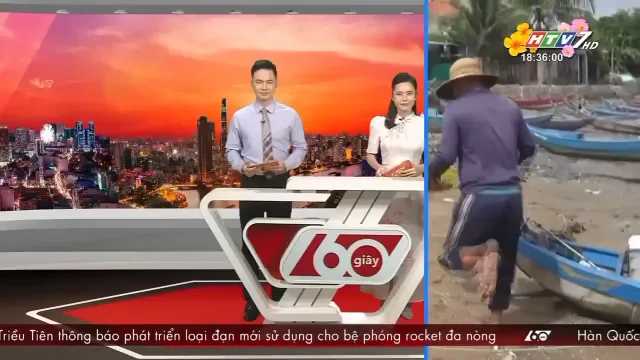 HTV7 HD
18:36:00
60 giây
Triều Tiên thông báo phát triển loại đạn mới sử dụng cho bệ phóng rocket đa nòng 60 Hàn Quốc